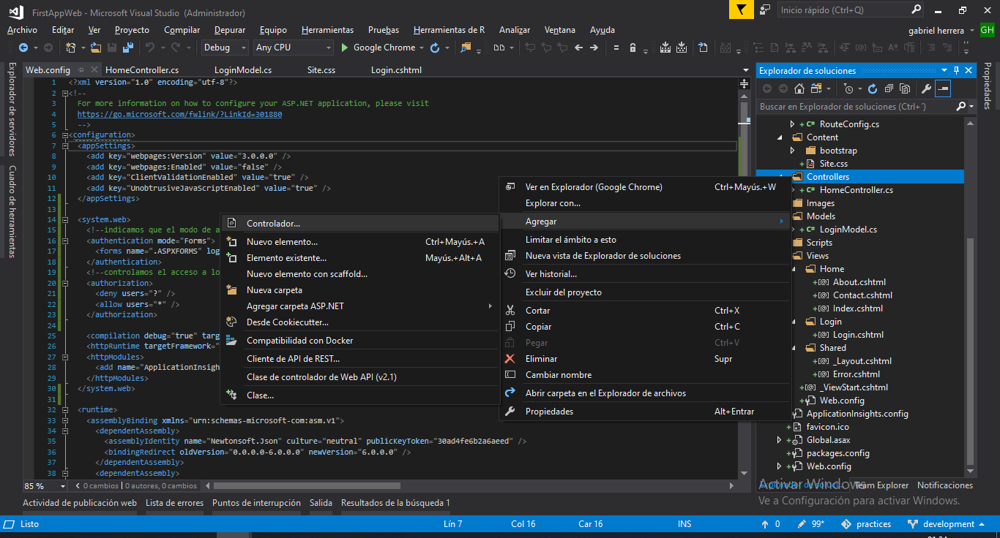 FirstAppWeb - Microsoft Visual Studio (Administrador)
Inicio rápido (Ctrl+Q)
Archivo Editar Ver Proyecto Compilar Depurar Equipo Herramientas Pruebas Herramientas de R Analizar Ventana Ayuda
gabriel herrera GH
Debug Any CPU Google Chrome
Explorador de servidores
Cuadro de herramientas
Web.config HomeController.cs LoginModel.cs Site.css Login.cshtml
1 <?xml version="1.0" encoding="utf-8"?>
2 <!--
3 For more information on how to configure your ASP.NET application, please visit
4 https://go.microsoft.com/fwlink/?LinkId=301880
5 -->
6 <configuration>
7 <appSettings>
8 <add key="webpages:Version" value="3.0.0.0" />
9 <add key="webpages:Enabled" value="false" />
10 <add key="ClientValidationEnabled" value="true" />
11 <add key="UnobtrusiveJavaScriptEnabled" value="true" />
12 </appSettings>
13
14 <system.web>
15 <!--indicamos que el modo de a
16 <authentication mode="Forms">
17 <forms name=".ASPXFORMS" log
18 </authentication>
19 <!--controlamos el acceso a lo
20 <authorization>
21 <deny users="?" />
22 <allow users="*" />
23 </authorization>
24
25 <compilation debug="true" targ
26 <httpRuntime targetFramework="
27 <httpModules>
28 <add name="ApplicationInsigh
29 </httpModules>
30 </system.web>
31
32 <runtime>
33 <assemblyBinding xmlns="urn:schemas-microsoft-com:asm.v1">
34 <dependentAssembly>
35 <assemblyIdentity name="Newtonsoft.Json" culture="neutral" publicKeyToken="30ad4fe6b2a6aeed" />
36 <bindingRedirect oldVersion="0.0.0.0-6.0.0.0" newVersion="6.0.0.0" />
37 </dependentAssembly>
38 <dependentAssembly>
85 % 0 cambios | 0 autores, 0 cambios
Controlador...
Nuevo elemento... Ctrl+Mayús.+A
Elemento existente... Mayús.+Alt+A
Nuevo elemento con scaffold...
Nueva carpeta
Agregar carpeta ASP.NET
Desde Cookiecutter...
Compatibilidad con Docker
Cliente de API de REST...
Clase de controlador de Web API (v2.1)
Clase...
Ver en Explorador (Google Chrome) Ctrl+Mayús.+W
Explorar con...
Agregar
Limitar el ámbito a esto
Nueva vista de Explorador de soluciones
Ver historial...
Excluir del proyecto
Cortar Ctrl+X
Copiar Ctrl+C
Pegar Ctrl+V
Eliminar Supr
Cambiar nombre
Abrir carpeta en el Explorador de archivos
Propiedades Alt+Entrar
Explorador de soluciones
Buscar en Explorador de soluciones (Ctrl+´)
RouteConfig.cs
Content
bootstrap
Site.css
Controllers
HomeController.cs
Images
Models
LoginModel.cs
Scripts
Views
Home
About.cshtml
Contact.cshtml
Index.cshtml
Login
Login.cshtml
Shared
_Layout.cshtml
Error.cshtml
_ViewStart.cshtml
Web.config
ApplicationInsights.config
favicon.ico
Global.asax
packages.config
Web.config
Propiedades
Explorador de soluci... Team Explorer Notificaciones
Activar Windows
Ve a Configuración para activar Windows.
Actividad de publicación web Lista de errores Puntos de interrupción Salida Resultados de la búsqueda 1
Listo Lín 7 Col 16 Car 16 INS 0 99* practices development